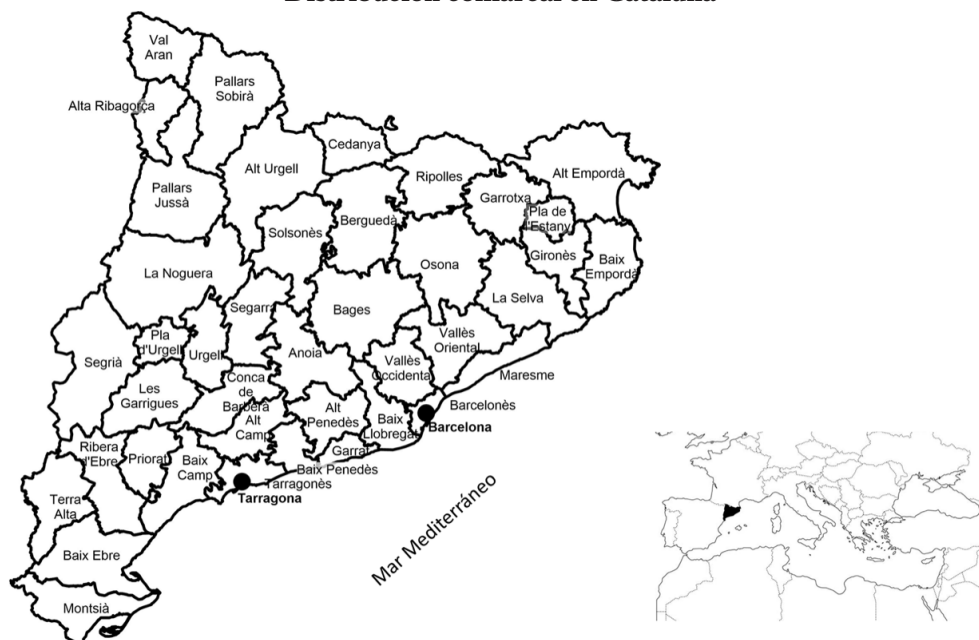 Distribución comarcal en Cataluña
Val
Aran
Pallars
Sobirà
Alta Ribagorça
Cedanya
Alt Urgell
Ripolles
Alt Empordà
Pallars
Jussà
Garrotxa
Pla de
l'Estany
Berguedà
Solsonès
Gironès
Baix
Empordà
Osona
La Noguera
La Selva
Segarra
Bages
Vallès
Oriental
Pla
d'Urgell
Urgell
Anoia
Segrià
Vallès
Occidental
Maresme
Conca
de
Barberà
Les
Garrigues
Barcelonès
Alt
Penedès
Baix
Llobregat
Barcelona
Alt
Camp
Ribera
d'Ebre
Priorat
Baix
Camp
Garraf
Baix Penedès
Tarragonès
Tarragona
Terra
Alta
Mar Mediterráneo
Baix Ebre
Montsià